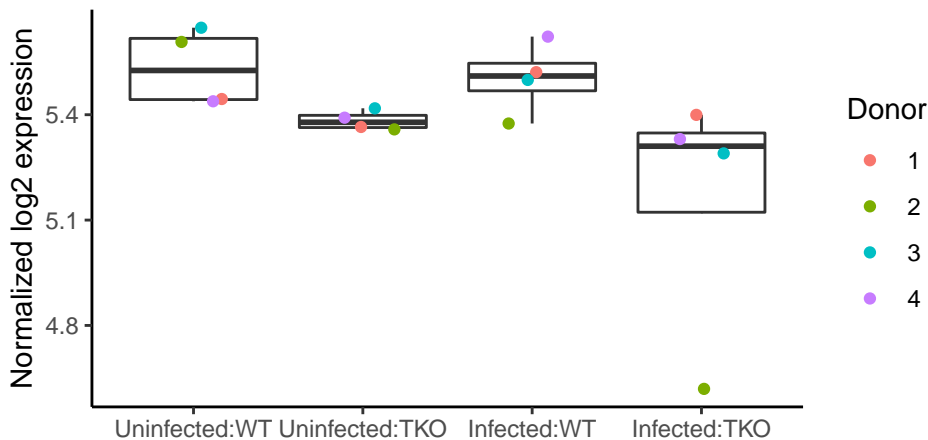 Normalized log2 expression
5.4
5.1
4.8
Uninfected:WT
Uninfected:TKO
Infected:WT
Infected:TKO
Donor
1
2
3
4